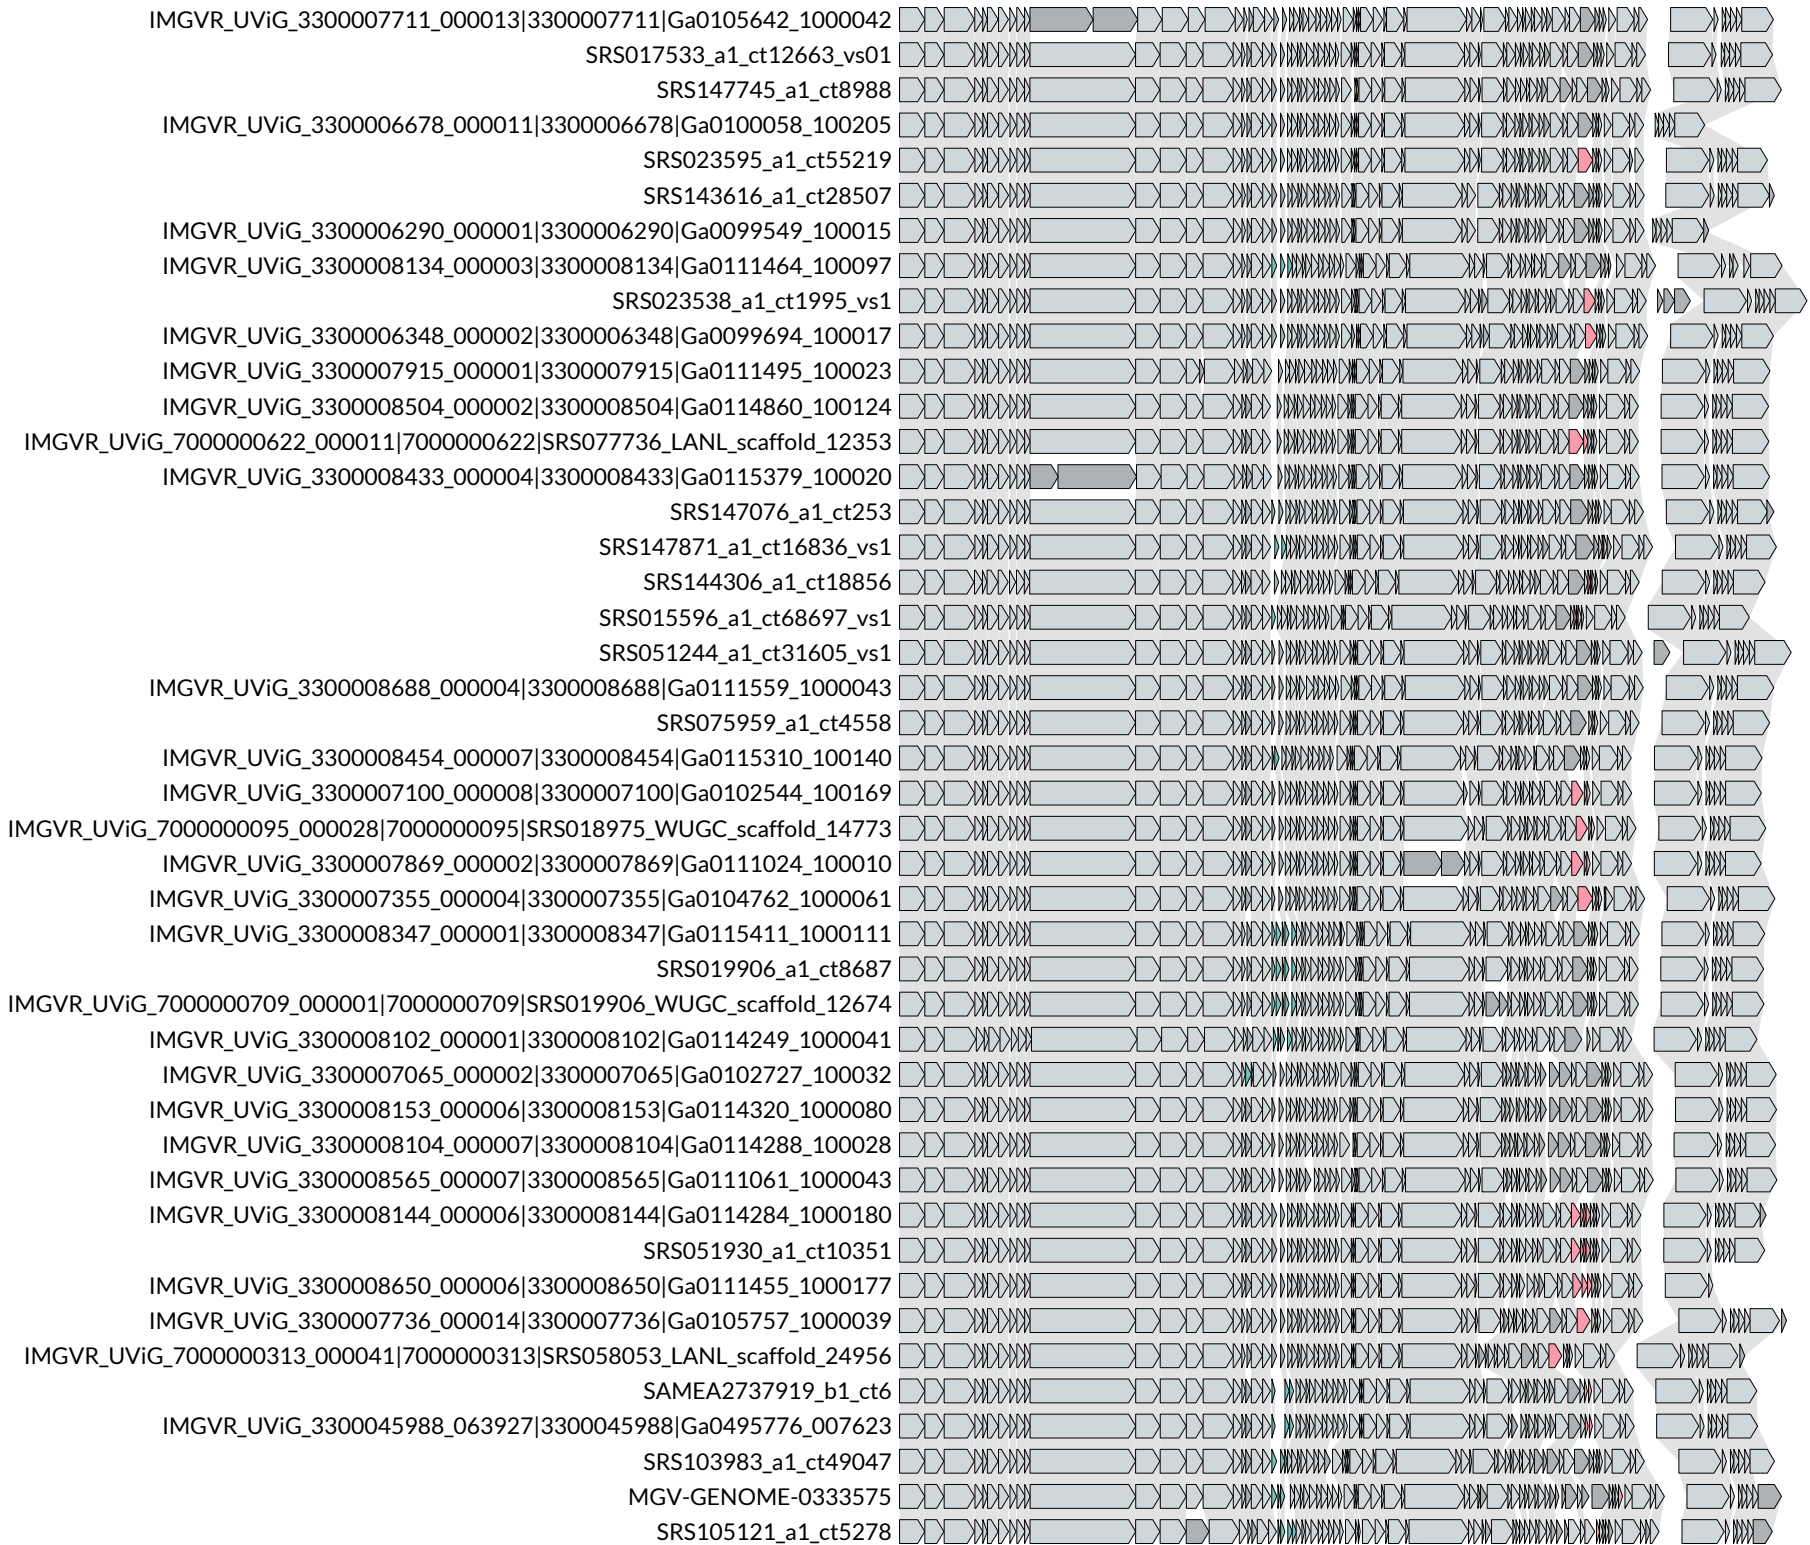 IMGVR_UViG_3300007711_000013|3300007711|Ga0105642_1000042
SRS017533_a1_ct12663_vs01
SRS147745_a1_ct8988
IMGVR_UViG_3300006678_000011|3300006678|Ga0100058_100205
SRS023595_a1_ct55219
SRS143616_a1_ct28507
IMGVR_UViG_3300006290_000001|3300006290|Ga0099549_100015
IMGVR_UViG_3300008134_000003|3300008134|Ga0111464_100097
SRS023538_a1_ct1995_vs1
IMGVR_UViG_3300006348_000002|3300006348|Ga0099694_100017
IMGVR_UViG_3300007915_000001|3300007915|Ga0111495_100023
IMGVR_UViG_3300008504_000002|3300008504|Ga0114860_100124
IMGVR_UViG_7000000622_000011|7000000622|SRS077736_LANL_scaffold_12353
IMGVR_UViG_3300008433_000004|3300008433|Ga0115379_100020
SRS147076_a1_ct253
SRS147871_a1_ct16836_vs1
SRS144306_a1_ct18856
SRS015596_a1_ct68697_vs1
SRS051244_a1_ct31605_vs1
IMGVR_UViG_3300008688_000004|3300008688|Ga0111559_1000043
SRS075959_a1_ct4558
IMGVR_UViG_3300008454_000007|3300008454|Ga0115310_100140
IMGVR_UViG_3300007100_000008|3300007100|Ga0102544_100169
IMGVR_UViG_7000000095_000028|7000000095|SRS018975_WUGC_scaffold_14773
IMGVR_UViG_3300007869_000002|3300007869|Ga0111024_100010
IMGVR_UViG_3300007355_000004|3300007355|Ga0104762_1000061
IMGVR_UViG_3300008347_000001|3300008347|Ga0115411_1000111
SRS019906_a1_ct8687
IMGVR_UViG_7000000709_000001|7000000709|SRS019906_WUGC_scaffold_12674
IMGVR_UViG_3300008102_000001|3300008102|Ga0114249_1000041
IMGVR_UViG_3300007065_000002|3300007065|Ga0102727_100032
IMGVR_UViG_3300008153_000006|3300008153|Ga0114320_1000080
IMGVR_UViG_3300008104_000007|3300008104|Ga0114288_100028
IMGVR_UViG_3300008565_000007|3300008565|Ga0111061_1000043
IMGVR_UViG_3300008144_000006|3300008144|Ga0114284_1000180
SRS051930_a1_ct10351
IMGVR_UViG_3300008650_000006|3300008650|Ga0111455_1000177
IMGVR_UViG_3300007736_000014|3300007736|Ga0105757_1000039
IMGVR_UViG_7000000313_000041|7000000313|SRS058053_LANL_scaffold_24956
SAMEA2737919_b1_ct6
IMGVR_UViG_3300045988_063927|3300045988|Ga0495776_007623
SRS103983_a1_ct49047
MGV-GENOME-0333575
SRS105121_a1_ct5278